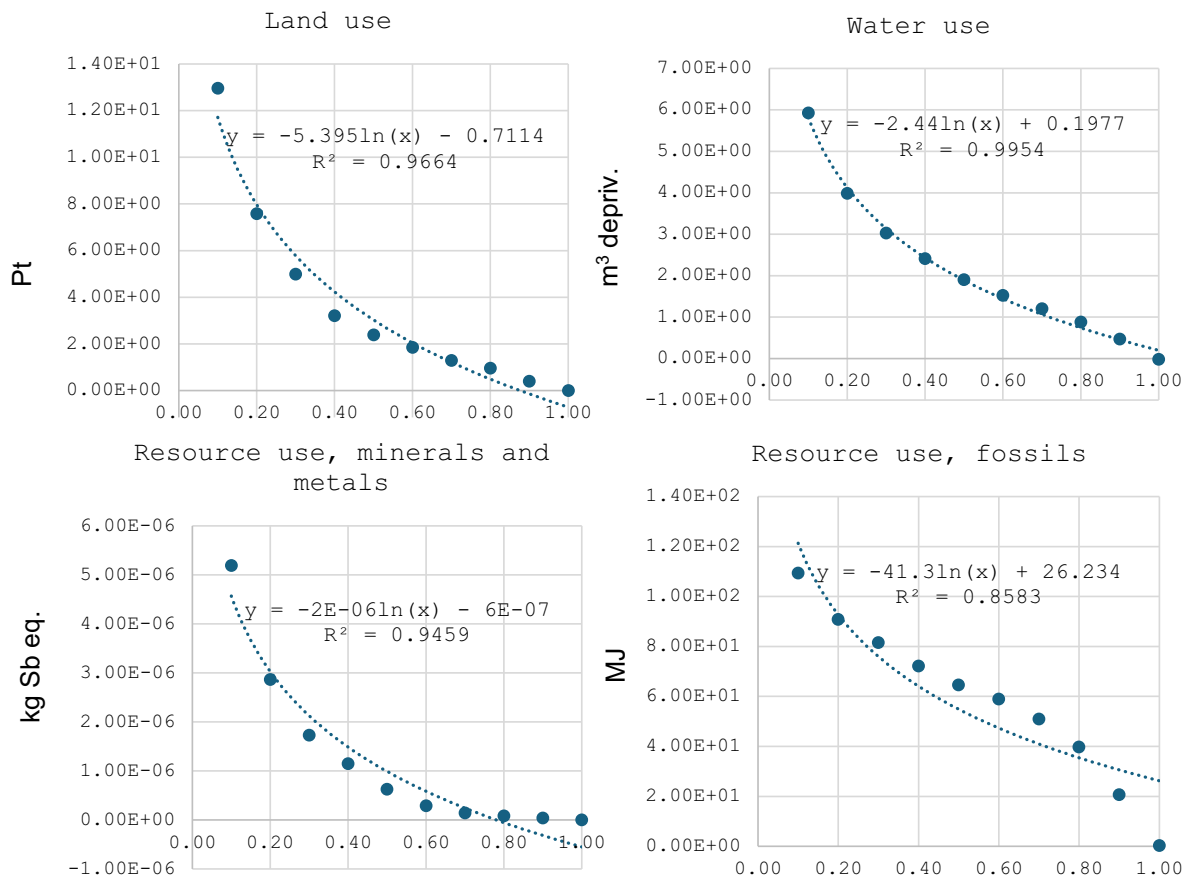 Land use
1.40E+01
1.20E+01
1.00E+01
8.00E+00
6.00E+00
4.00E+00
2.00E+00
0.00E+00
Pt
y = -5.395ln(x) - 0.7114
R² = 0.9664
0.00 0.20 0.40 0.60 0.80 1.00
Water use
7.00E+00
6.00E+00
5.00E+00
4.00E+00
3.00E+00
2.00E+00
1.00E+00
0.00E+00
-1.00E+00
m³ depriv.
y = -2.44ln(x) + 0.1977
R² = 0.9954
0.00 0.20 0.40 0.60 0.80 1.00
Resource use, minerals and
metals
6.00E-06
5.00E-06
4.00E-06
3.00E-06
2.00E-06
1.00E-06
0.00E+00
-1.00E-06
kg Sb eq.
y = -2E-06ln(x) - 6E-07
R² = 0.9459
0.00 0.20 0.40 0.60 0.80 1.00
Resource use, fossils
1.40E+02
1.20E+02
1.00E+02
8.00E+01
6.00E+01
4.00E+01
2.00E+01
0.00E+00
MJ
y = -41.3ln(x) + 26.234
R² = 0.8583
0.00 0.20 0.40 0.60 0.80 1.00